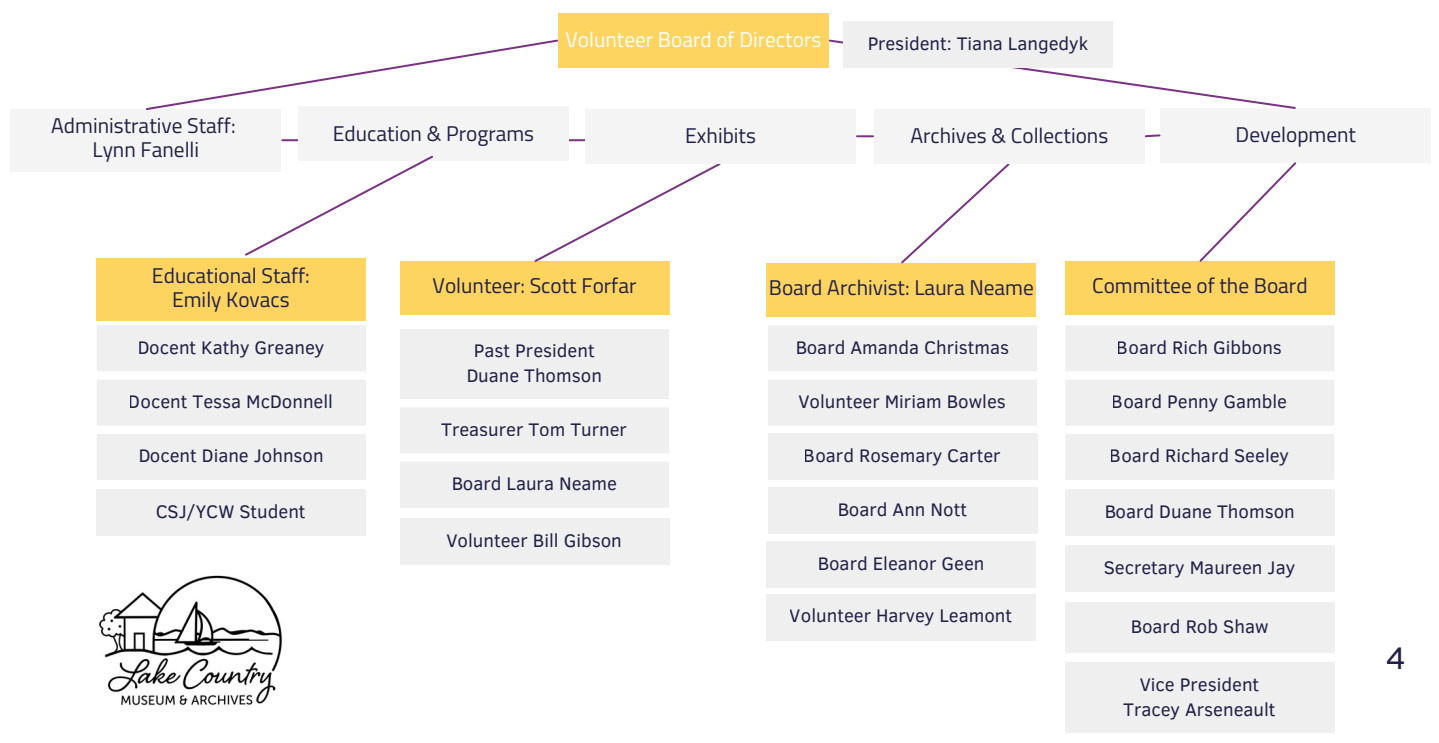 Volunteer Board of Directors
President: Tiana Langedyk
Administrative Staff:
Lynn Fanelli
Education & Programs
Exhibits
Archives & Collections
Development
Educational Staff:
Emily Kovacs
Docent Kathy Greaney
Docent Tessa McDonnell
Docent Diane Johnson
CSJ/YCW Student
Volunteer: Scott Forfar
Past President
Duane Thomson
Treasurer Tom Turner
Board Laura Neame
Volunteer Bill Gibson
Board Archivist: Laura Neame
Board Amanda Christmas
Volunteer Miriam Bowles
Board Rosemary Carter
Board Ann Nott
Board Eleanor Geen
Volunteer Harvey Leamont
Committee of the Board
Board Rich Gibbons
Board Penny Gamble
Board Richard Seeley
Board Duane Thomson
Secretary Maureen Jay
Board Rob Shaw
Vice President
Tracey Arseneault
Lake Country
MUSEUM & ARCHIVES
4